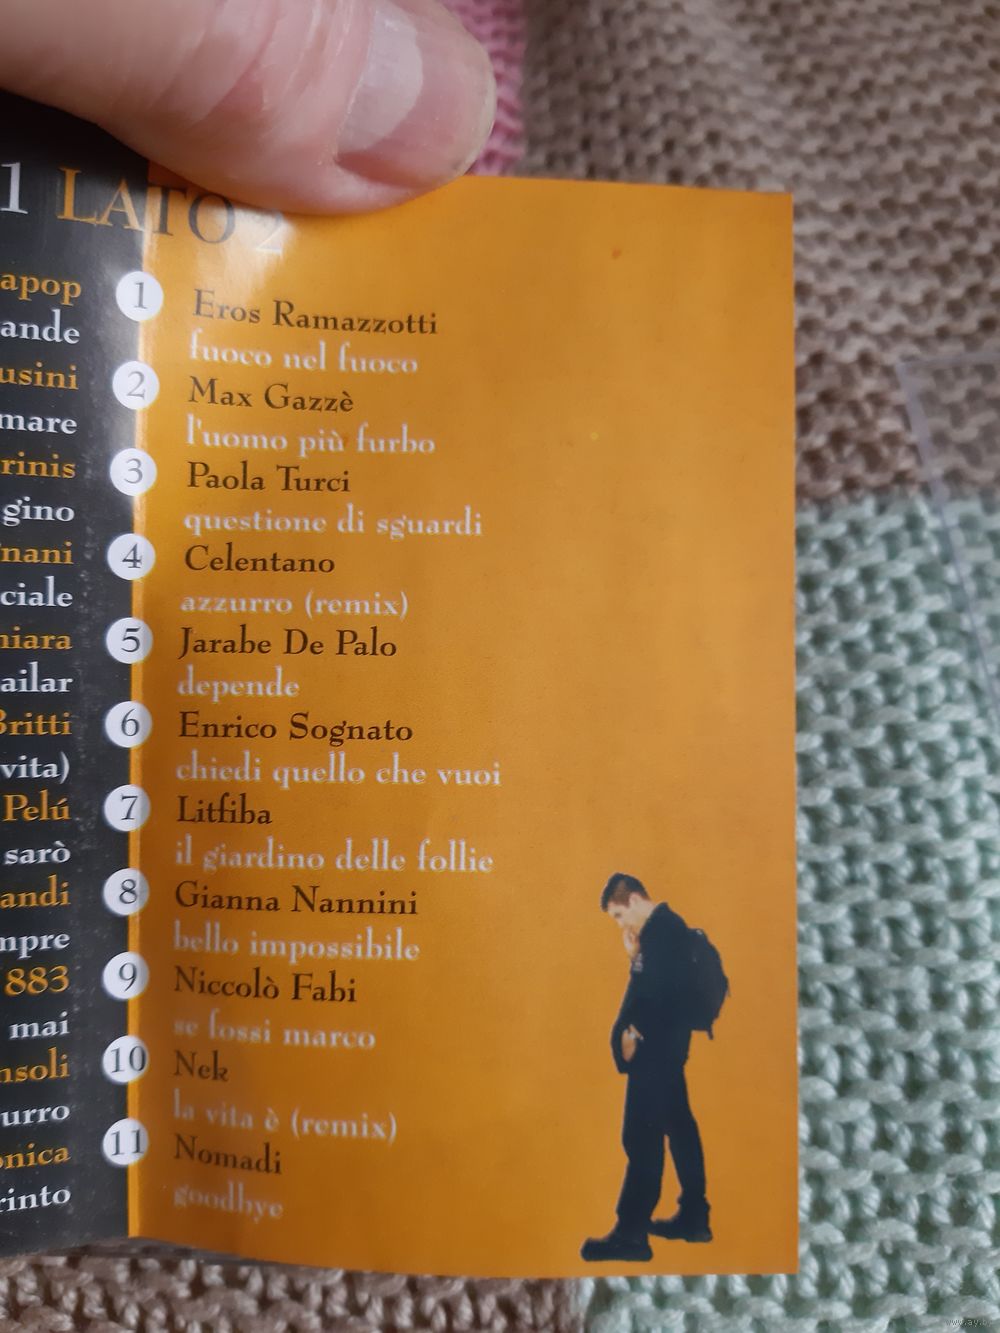 1 LATO 2
apop
ande
usini
mare
rinis
gino
nani
ciale
iara
ailar
Britti
vita)
Pelú
sarò
andi
mpre
883
mai
nsoli
urro
onica
rinto
1 Eros Ramazzotti
fuoco nel fuoco
2 Max Gazzè
l'uomo più furbo
3 Paola Turci
questione di sguardi
4 Celentano
azzurro (remix)
5 Jarabe De Palo
depende
6 Enrico Sognato
chiedi quello che vuoi
7 Litfiba
il giardino delle follie
8 Gianna Nannini
bello impossibile
9 Niccolò Fabi
se fossi marco
10 Nek
la vita è (remix)
11 Nomadi
goodbye